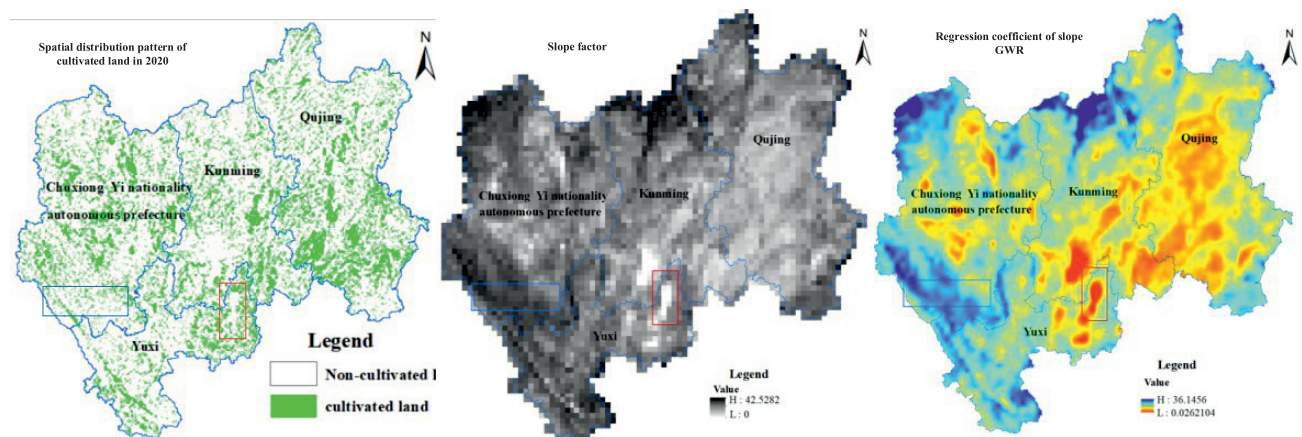 Spatial distribution pattern of
cultivated land in 2020
N
Qujing
Kunming
Chuxiong Yi nationality
autonomous prefecture
Yuxi
Legend
Non-cultivated l
cultivated land
Slope factor
N
Qujing
Kunming
Chuxiong Yi nationality
autonomous prefecture
Yuxi
Legend
Value
H : 42.5282
L : 0
Regression coefficient of slope
GWR
N
Qujing
Kunming
Chuxiong Yi nationality
autonomous prefecture
Yuxi
Legend
Value
H : 36.1456
L : 0.0262104